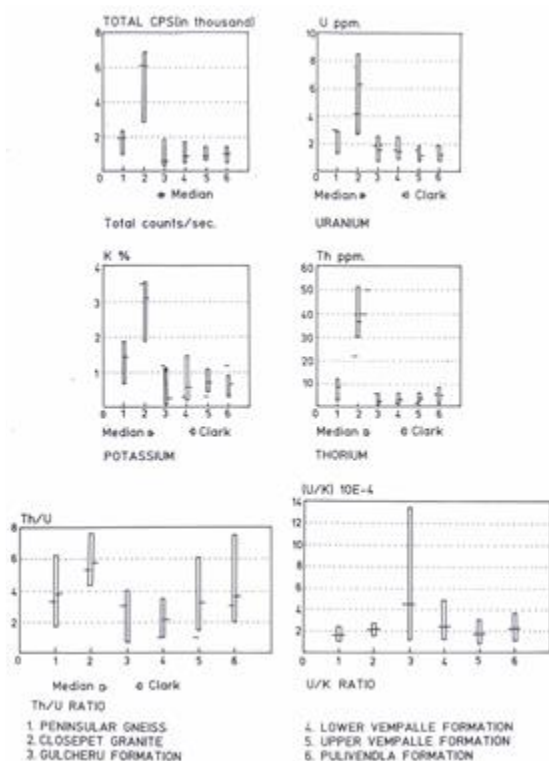 TOTAL CPS(in thousand)
8
6
4
2
1 2 3 4 5 6
Median
Total counts/sec.
U ppm.
10
8
6
4
2
1 2 3 4 5 6
Median Clark
URANIUM
K %
4
3
2
1
1 2 3 4 5 6
Median Clark
POTASSIUM
Th ppm.
60
50
40
30
20
10
1 2 3 4 5 6
Median Clark
THORIUM
Th/U
8
6
4
2
1 2 3 4 5 6
Median Clark
Th/U RATIO
(U/K) 10E-4
14
12
10
8
6
4
2
1 2 3 4 5 6
U/K RATIO
1. PENINSULAR GNEISS
2. CLOSEPET GRANITE
3. GULCHERU FORMATION
4. LOWER VEMPALLE FORMATION
5. UPPER VEMPALLE FORMATION
6. PULIVENDLA FORMATION